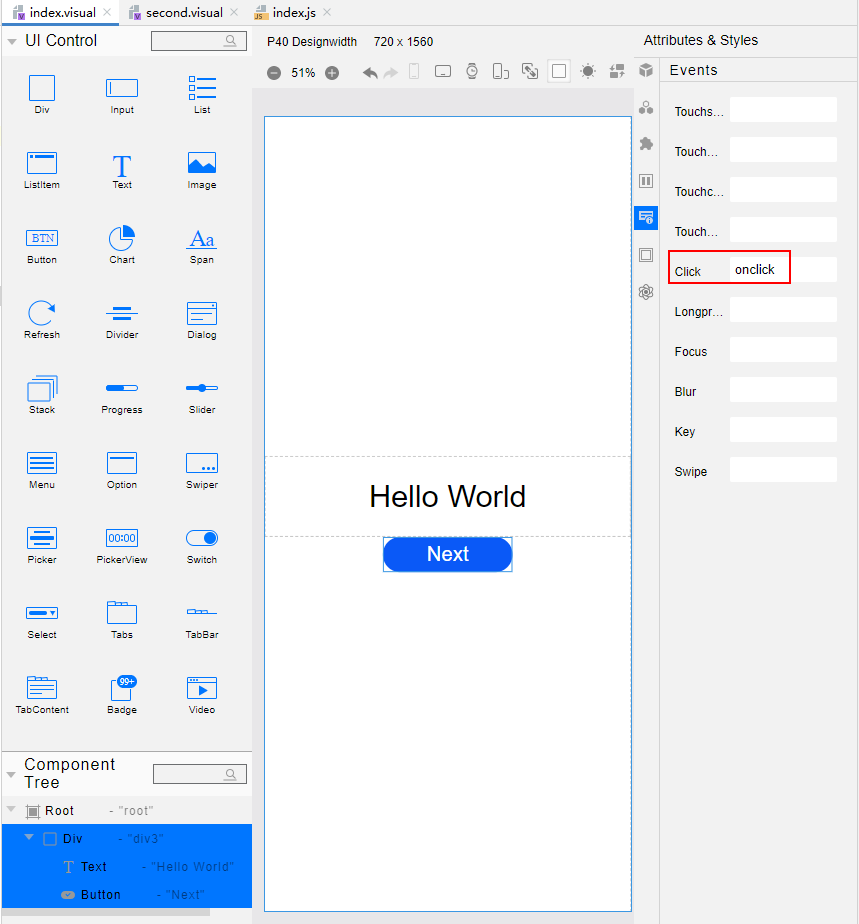 index.visual
second.visual
index.js
UI Control
Div
Input
List
ListItem
Text
Image
Button
Chart
Span
Refresh
Divider
Dialog
Stack
Progress
Slider
Menu
Option
Swiper
Picker
PickerView
Switch
Select
Tabs
TabBar
TabContent
Badge
Video
T
BTN
Aa
00:00
99+
Component
Tree
Root - "root"
Div - "div3"
T Text - "Hello World"
Button - "Next"
P40 Designwidth 720 x 1560
51%
Hello World
Next
Attributes & Styles
Events
Touchs...
Touch...
Touchc...
Touch...
Click onclick
Longpr...
Focus
Blur
Key
Swipe